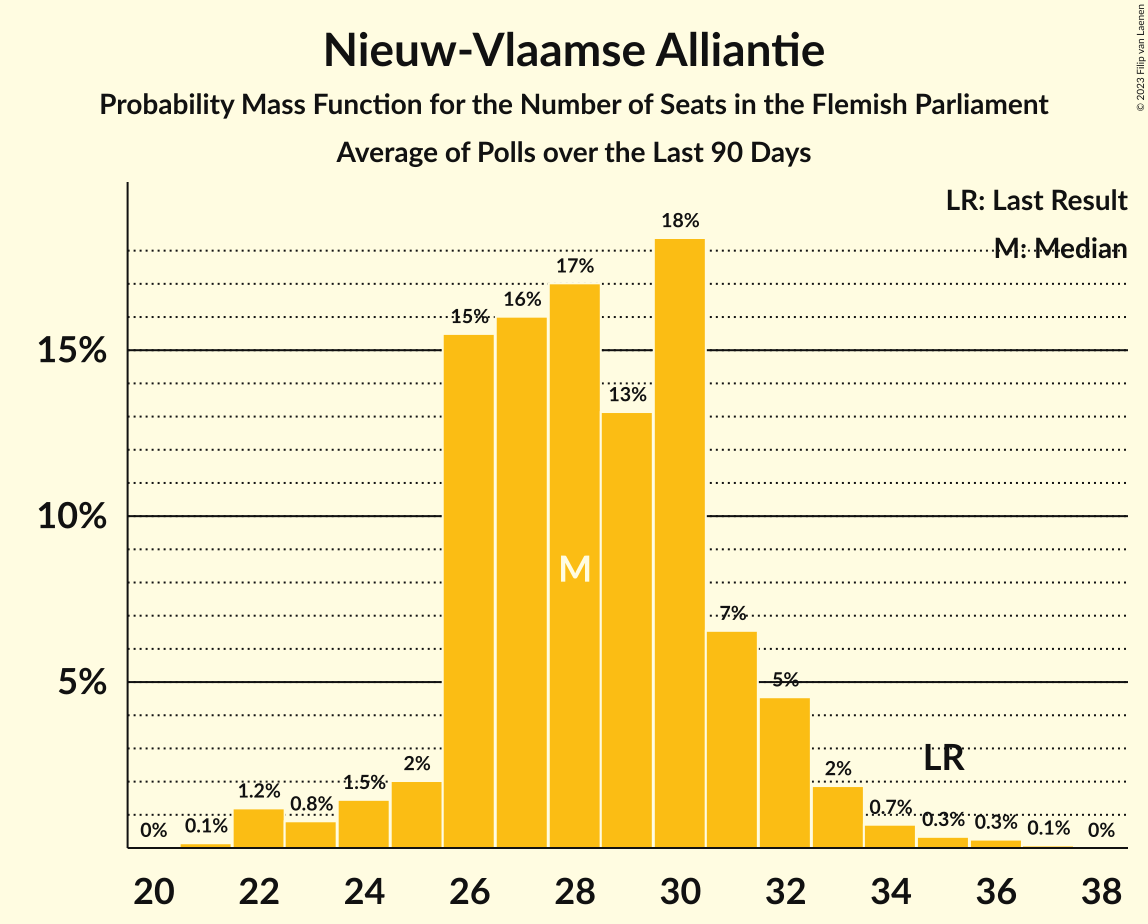 Nieuw-Vlaamse Alliantie
Probability Mass Function for the Number of Seats in the Flemish Parliament
Average of Polls over the Last 90 Days
© 2023 Filip van Laenen
LR: Last Result
M: Median
18%
17%
16%
15%
15%
13%
10%
M
7%
5%
5%
LR
2%
2%
1.5%
1.2%
0.8%
0.7%
0.3%
0.3%
0.1%
0.1%
0%
0%
20 22 24 26 28 30 32 34 36 38